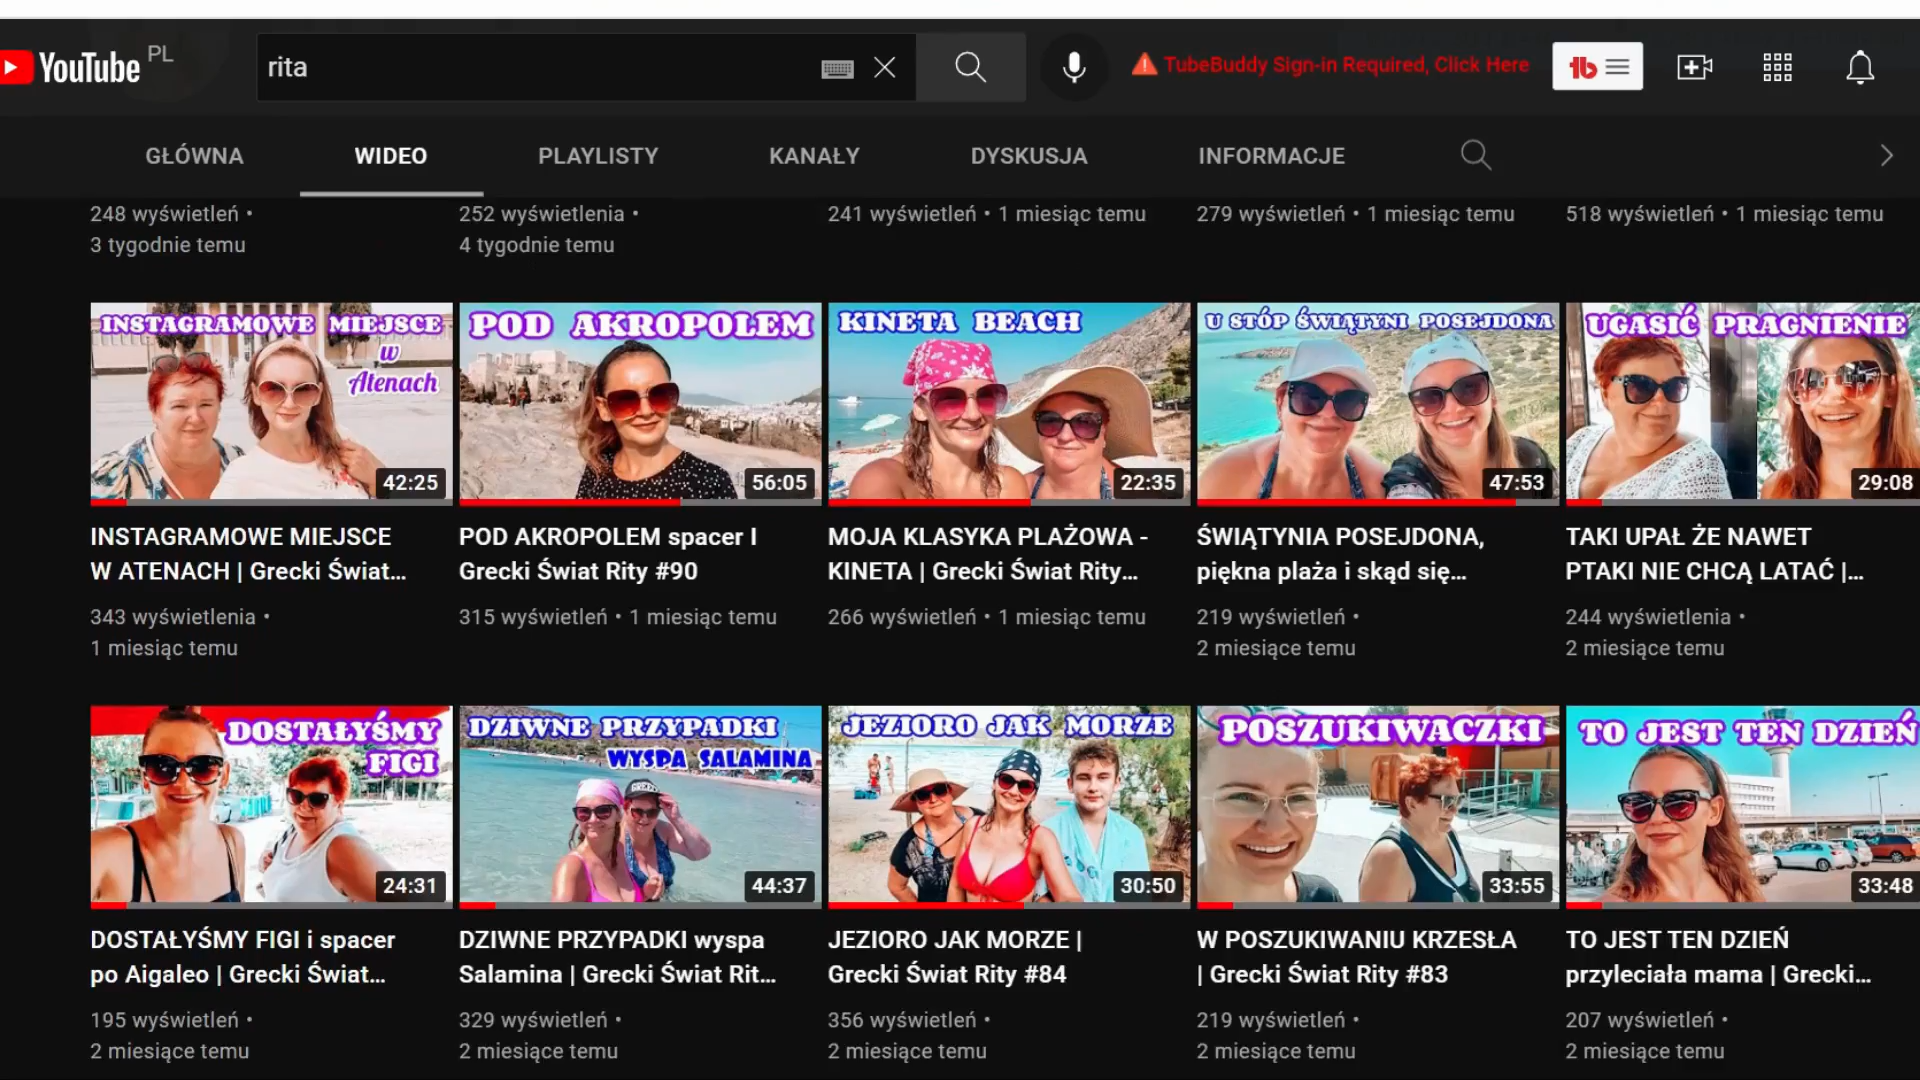 YouTube PL
rita
TubeBuddy Sign-in Required, Click Here
tb
GŁÓWNA
WIDEO
PLAYLISTY
KANAŁY
DYSKUSJA
INFORMACJE
248 wyświetleń •
3 tygodnie temu
252 wyświetlenia •
4 tygodnie temu
241 wyświetleń • 1 miesiąc temu
279 wyświetleń • 1 miesiąc temu
518 wyświetleń • 1 miesiąc temu
INSTAGRAMOWE MIEJSCE
w
Atenach
42:25
INSTAGRAMOWE MIEJSCE
W ATENACH | Grecki Świat...
343 wyświetlenia •
1 miesiąc temu
POD AKROPOLEM
56:05
POD AKROPOLEM spacer I
Grecki Świat Rity #90
315 wyświetleń • 1 miesiąc temu
KINETA BEACH
22:35
MOJA KLASYKA PLAŻOWA -
KINETA | Grecki Świat Rity...
266 wyświetleń • 1 miesiąc temu
U STÓP ŚWIĄTYNI POSEJDONA
47:53
ŚWIĄTYNIA POSEJDONA,
piękna plaża i skąd się...
219 wyświetleń •
2 miesiące temu
UGASIĆ PRAGNIENIE
29:08
TAKI UPAŁ ŻE NAWET
PTAKI NIE CHCĄ LATAĆ |...
244 wyświetlenia •
2 miesiące temu
DOSTAŁYŚMY
FIGI
24:31
DOSTAŁYŚMY FIGI i spacer
po Aigaleo | Grecki Świat...
195 wyświetleń •
2 miesiące temu
DZIWNE PRZYPADKI
WYSPA SALAMINA
44:37
DZIWNE PRZYPADKI wyspa
Salamina | Grecki Świat Rit...
329 wyświetleń •
2 miesiące temu
JEZIORO JAK MORZE
30:50
JEZIORO JAK MORZE |
Grecki Świat Rity #84
356 wyświetleń •
2 miesiące temu
POSZUKIWACZKI
33:55
W POSZUKIWANIU KRZESŁA
| Grecki Świat Rity #83
219 wyświetleń •
2 miesiące temu
TO JEST TEN DZIEŃ
33:48
TO JEST TEN DZIEŃ
przyleciała mama | Grecki...
207 wyświetleń •
2 miesiące temu